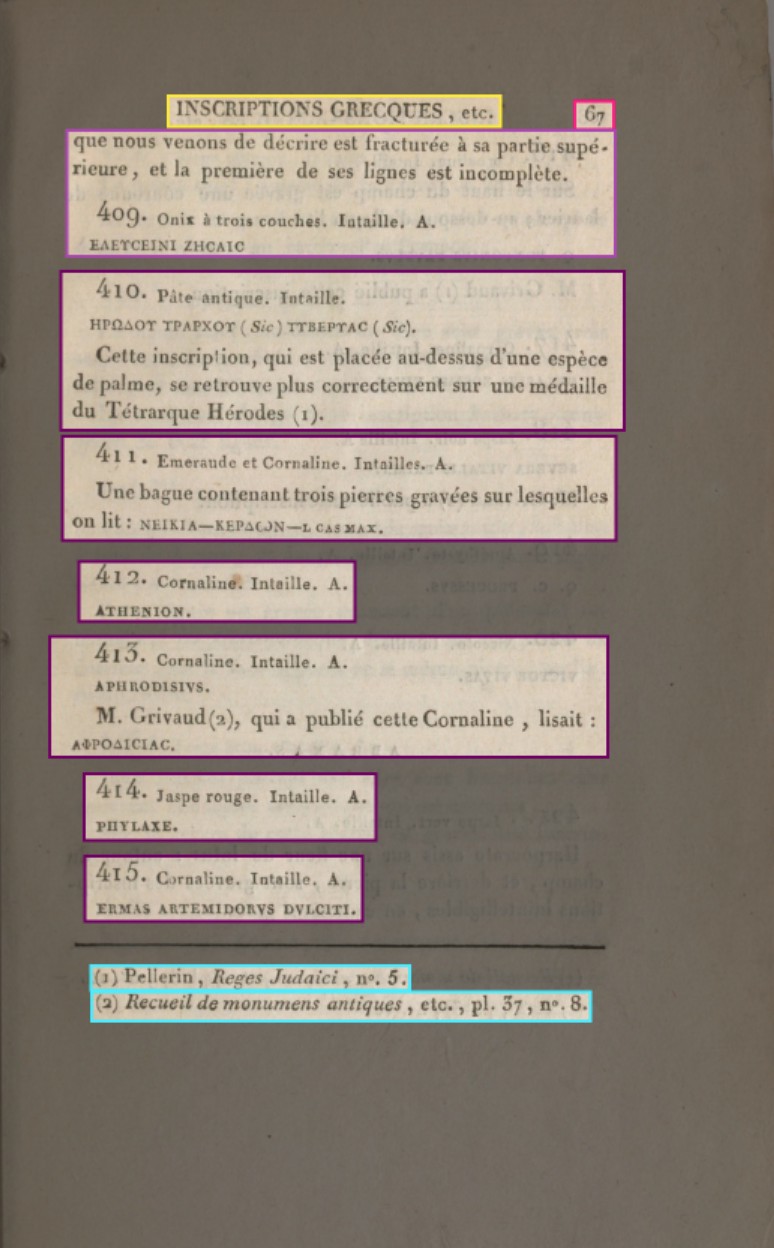 INSCRIPTIONS GRECQUES, etc. 67
que nous venons de décrire est fracturée à sa partie supé-
rieure, et la première de ses lignes est incomplète.
409. Onix à trois couches. Intaille. A.
ΕΛΕΥCΕΙΝΙ ΖΗCΑΙC
410. Pâte antique. Intaille.
ΗΡΩΔΟΥ ΤΡΑΡΧΟΥ (Sic) ΤΥΒΕΡΥΑC (Sic).
Cette inscription, qui est placée au-dessus d'une espèce
de palme, se retrouve plus correctement sur une médaille
du Tétrarque Hérodes (1).
411. Emeraude et Cornaline. Intailles. A.
Une bague contenant trois pierres gravées sur lesquelles
on lit : ΝΕΙΚΙΑ—ΚΕΡΔωΝ—L CAS MAX.
412. Cornaline. Intaille. A.
ATHENION.
413. Cornaline. Intaille. A.
APHRODISIVS.
M. Grivaud (2), qui a publié cette Cornaline, lisait :
ΑΦΡΟΔΙCΙΑC.
414. Jaspe rouge. Intaille. A.
PHYLAXE.
415. Cornaline. Intaille. A.
ERMAS ARTEMIDORVS DVLCITI.
(1) Pellerin, Reges Judaici, nº. 5.
(2) Recueil de monumens antiques, etc., pl. 37, nº. 8.